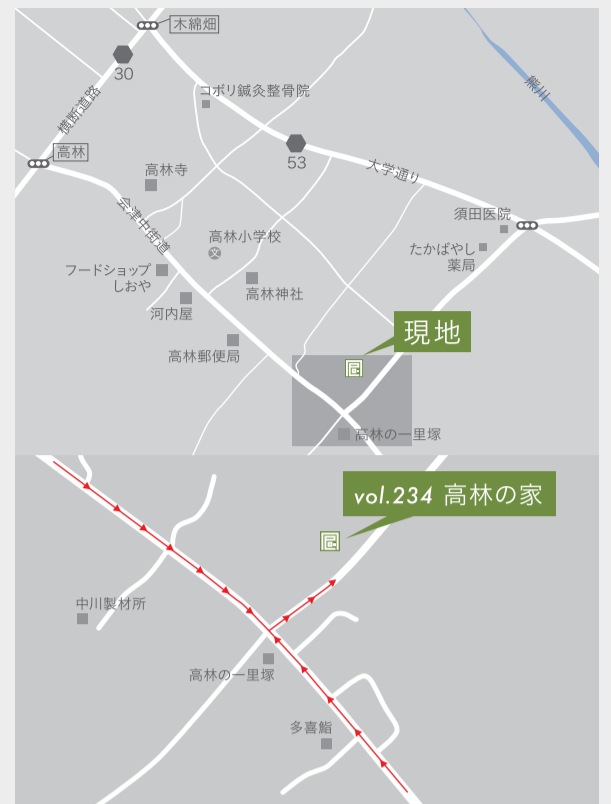 木綿畑
30
コボリ鍼灸整骨院
熊川
横断道路
高林
53
大学通り
高林寺
会津中街道
須田医院
高林小学校
文
たかばやし
薬局
フードショップ
しおや
高林神社
河内屋
現地
高林郵便局
高林の一里塚
vol.234 高林の家
中川製材所
高林の一里塚
多喜鮨